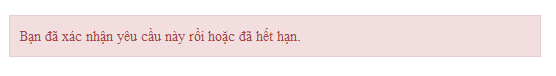 Bạn đã xác nhận yêu cầu này rồi hoặc đã hết hạn.